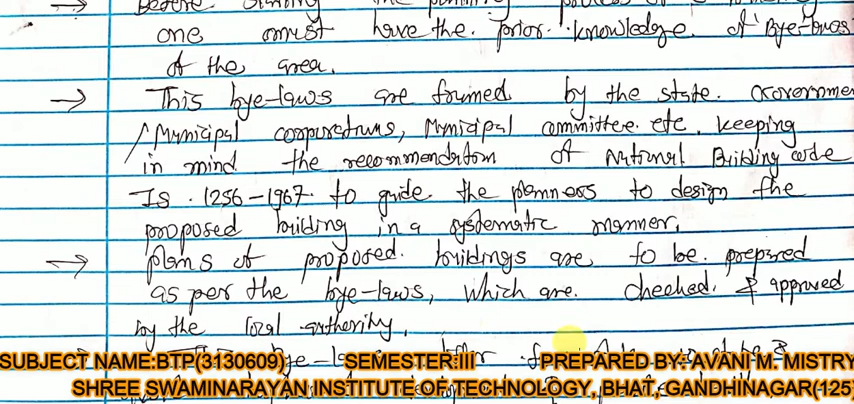 → Before
one must have the prior knowledge of Bye-laws
of the area.
→ This bye-laws are framed by the state Governme
/Municipal corporations, Municipal committee etc. keeping
in mind the recommendation of National Building code
Is. 1256-1967 to guide the planners to design the
proposed building in a systematic manner.
→ plans of proposed buildings are to be prepared
as per the bye-laws, which are checked & approved
by the local authority.
bye-
SUBJECT NAME:BTP(3130609) SEMESTER:III PREPARED BY:-AVANI M. MISTRY
SHREE SWAMINARAYAN INSTITUTE OF TECHNOLOGY, BHAT, GANDHINAGAR(125)